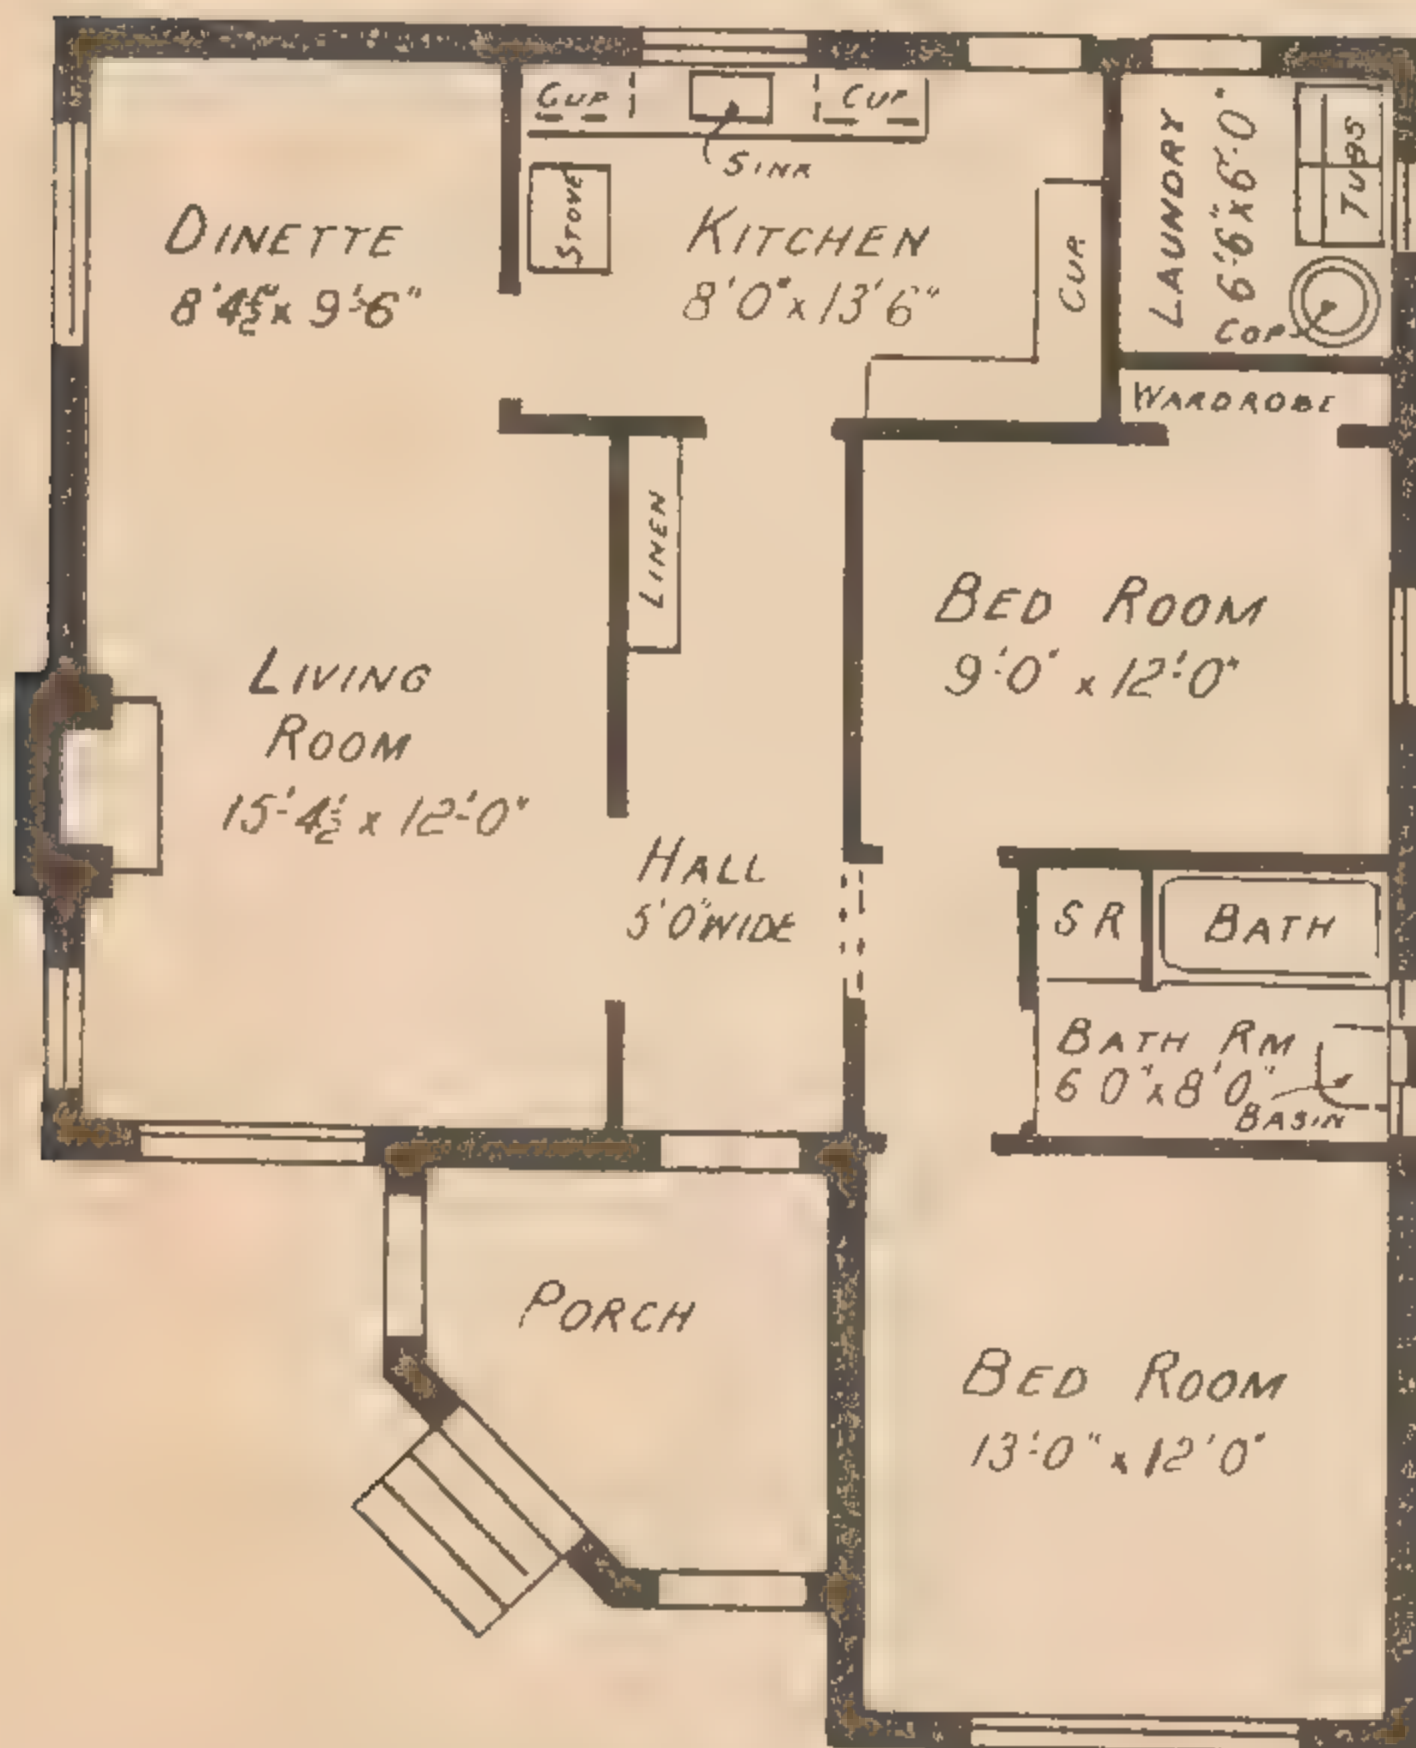 CUP
SINK
CUP
STOVE
DINETTE
8'4½" x 9'-6"
KITCHEN
8'0" x 13'6"
CUP
LAUNDRY
6'-6" x 6'-0"
TUBS
COP
WARDROBE
LINEN
BED ROOM
9'-0" x 12'-0"
LIVING
ROOM
15'-4½ x 12'-0"
HALL
5'0" WIDE
S R
BATH
BATH RM
6 0" x 8'0"
BASIN
PORCH
BED ROOM
13'-0" x 12'0"